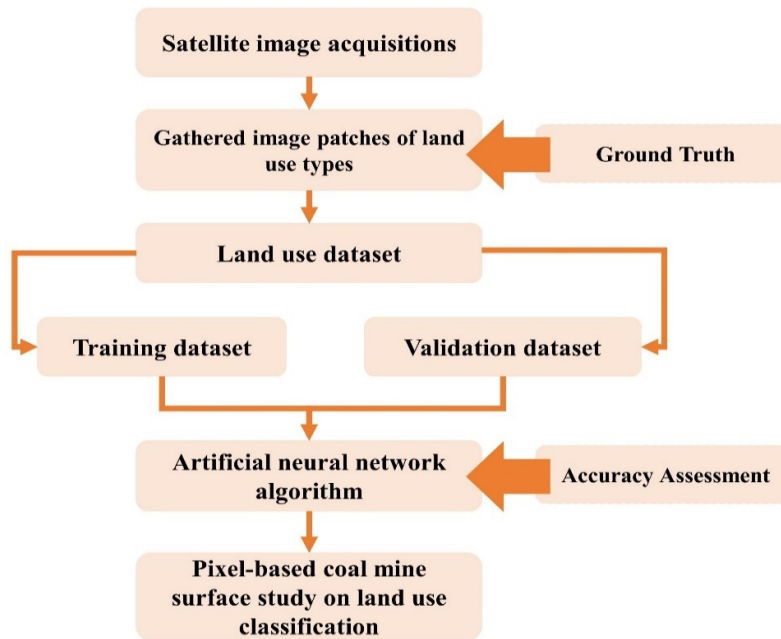 Satellite image acquisitions
Gathered image patches of land
use types
Ground Truth
Land use dataset
Training dataset
Validation dataset
Artificial neural network
algorithm
Accuracy Assessment
Pixel-based coal mine
surface study on land use
classification